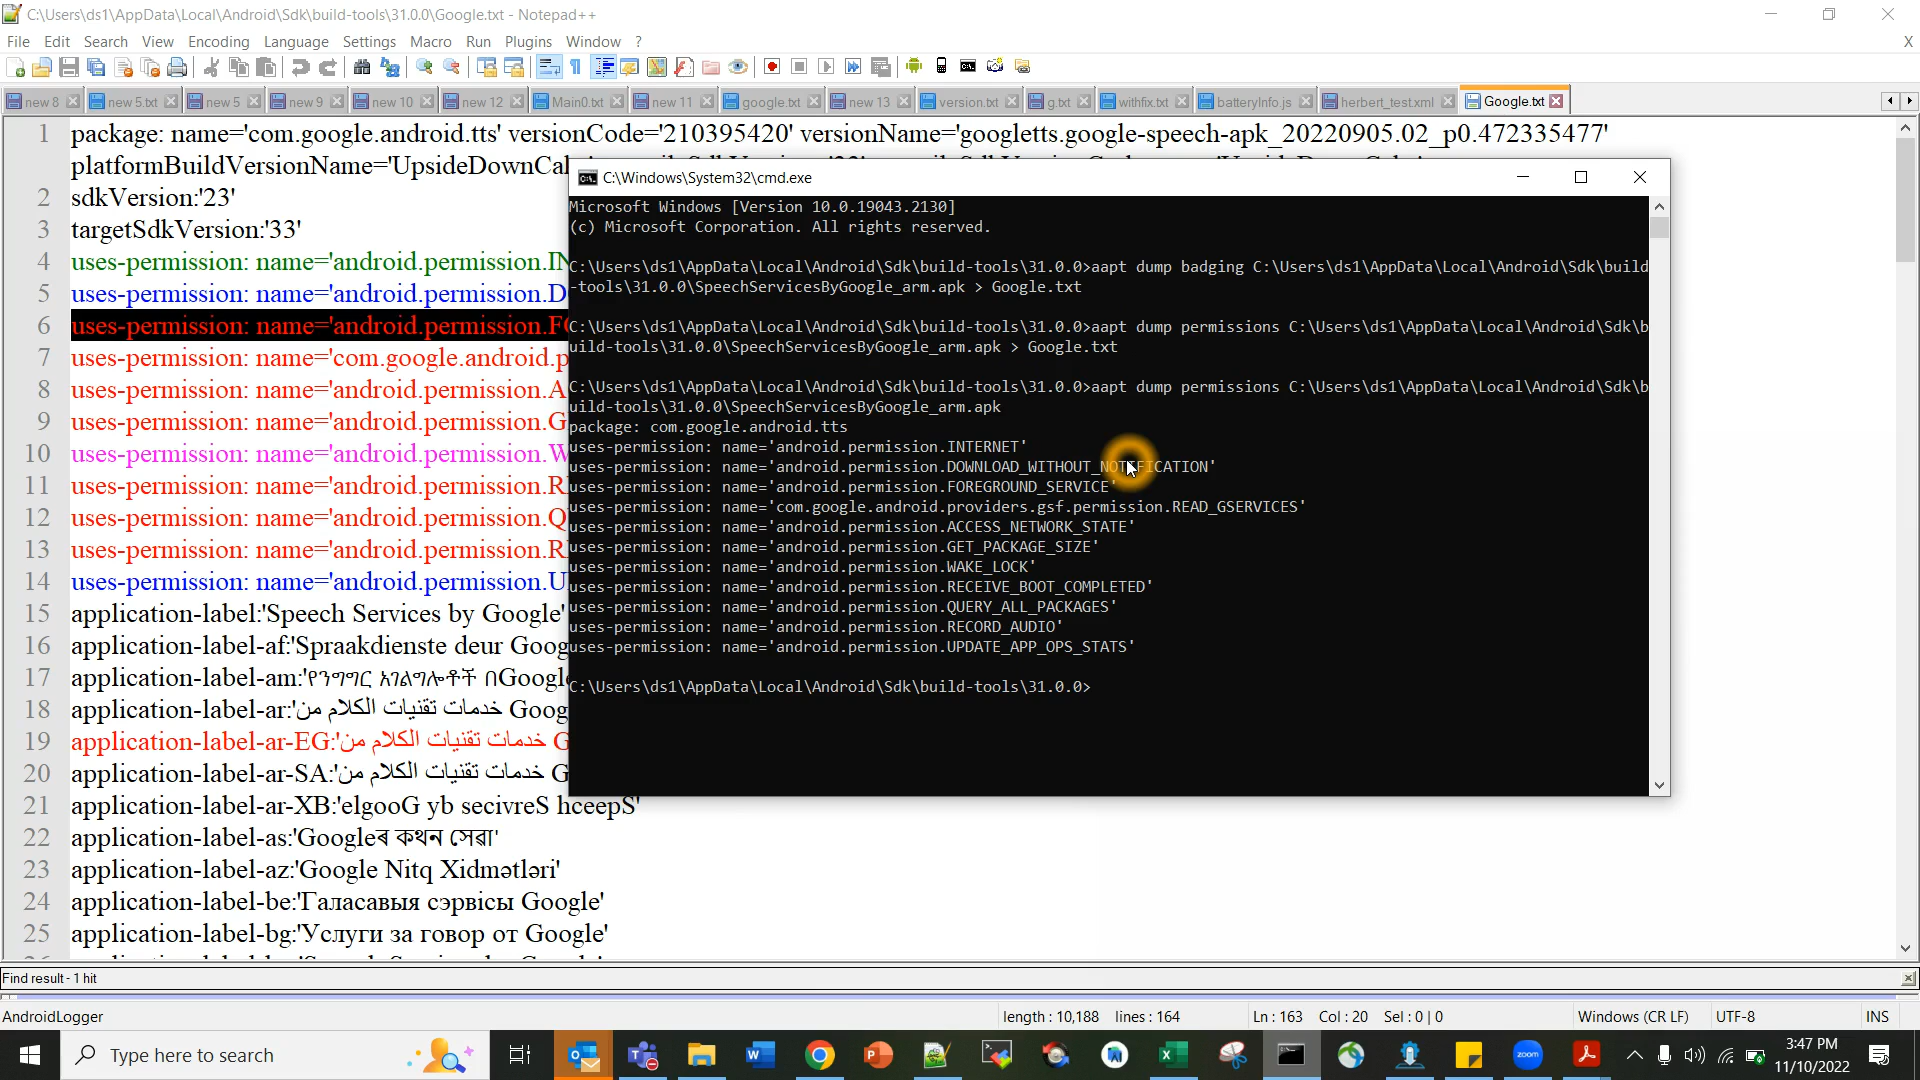 C:\Users\ds1\AppData\Local\Android\Sdk\build-tools\31.0.0\Google.txt - Notepad++
File Edit Search View Encoding Language Settings Macro Run Plugins Window ?
X
new 8 new 5.txt new 5 new 9 new 10 new 12 Main0.txt new 11 google.txt new 13 version.txt g.txt withfix.txt batteryInfo.js herbert_test.xml Google.txt
1 package: name='com.google.android.tts' versionCode='210395420' versionName='googletts.google-speech-apk_20220905.02_p0.472335477'
platformBuildVersionName='UpsideDownCak
2 sdkVersion:'23'
3 targetSdkVersion:'33'
4 uses-permission: name='android.permission.IN
5 uses-permission: name='android.permission.D
6 uses-permission: name='android.permission.FO
7 uses-permission: name='com.google.android.p
8 uses-permission: name='android.permission.A
9 uses-permission: name='android.permission.G
10 uses-permission: name='android.permission.W
11 uses-permission: name='android.permission.R
12 uses-permission: name='android.permission.Q
13 uses-permission: name='android.permission.R
14 uses-permission: name='android.permission.U
15 application-label:'Speech Services by Google'
16 application-label-af:'Spraakdienste deur Goog
17 application-label-am:'የንግግር አገልግሎቶች በGoogle
18 application-label-ar:'خدمات تقنيات الكلام من Goog
19 application-label-ar-EG:'خدمات تقنيات الكلام من G
20 application-label-ar-SA:'خدمات تقنيات الكلام من G
21 application-label-ar-XB:'elgooG yb secivreS hceepS'
22 application-label-as:'Googleৰ কথন সেৱা'
23 application-label-az:'Google Nitq Xidmətləri'
24 application-label-be:'Галасавыя сэрвісы Google'
25 application-label-bg:'Услуги за говор от Google'
C:\Windows\System32\cmd.exe
Microsoft Windows [Version 10.0.19043.2130]
(c) Microsoft Corporation. All rights reserved.
C:\Users\ds1\AppData\Local\Android\Sdk\build-tools\31.0.0>aapt dump badging C:\Users\ds1\AppData\Local\Android\Sdk\build
-tools\31.0.0\SpeechServicesByGoogle_arm.apk > Google.txt
C:\Users\ds1\AppData\Local\Android\Sdk\build-tools\31.0.0>aapt dump permissions C:\Users\ds1\AppData\Local\Android\Sdk\b
uild-tools\31.0.0\SpeechServicesByGoogle_arm.apk > Google.txt
C:\Users\ds1\AppData\Local\Android\Sdk\build-tools\31.0.0>aapt dump permissions C:\Users\ds1\AppData\Local\Android\Sdk\b
uild-tools\31.0.0\SpeechServicesByGoogle_arm.apk
package: com.google.android.tts
uses-permission: name='android.permission.INTERNET'
uses-permission: name='android.permission.DOWNLOAD_WITHOUT_NOTIFICATION'
uses-permission: name='android.permission.FOREGROUND_SERVICE'
uses-permission: name='com.google.android.providers.gsf.permission.READ_GSERVICES'
uses-permission: name='android.permission.ACCESS_NETWORK_STATE'
uses-permission: name='android.permission.GET_PACKAGE_SIZE'
uses-permission: name='android.permission.WAKE_LOCK'
uses-permission: name='android.permission.RECEIVE_BOOT_COMPLETED'
uses-permission: name='android.permission.QUERY_ALL_PACKAGES'
uses-permission: name='android.permission.RECORD_AUDIO'
uses-permission: name='android.permission.UPDATE_APP_OPS_STATS'
C:\Users\ds1\AppData\Local\Android\Sdk\build-tools\31.0.0>
Find result - 1 hit
AndroidLogger length : 10,188 lines : 164 Ln : 163 Col : 20 Sel : 0 | 0 Windows (CR LF) UTF-8 INS
Type here to search
zoom
3:47 PM
11/10/2022